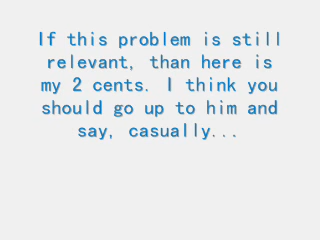 If this problem is still
relevant, than here is
my 2 cents. I think you
should go up to him and
say, casually...